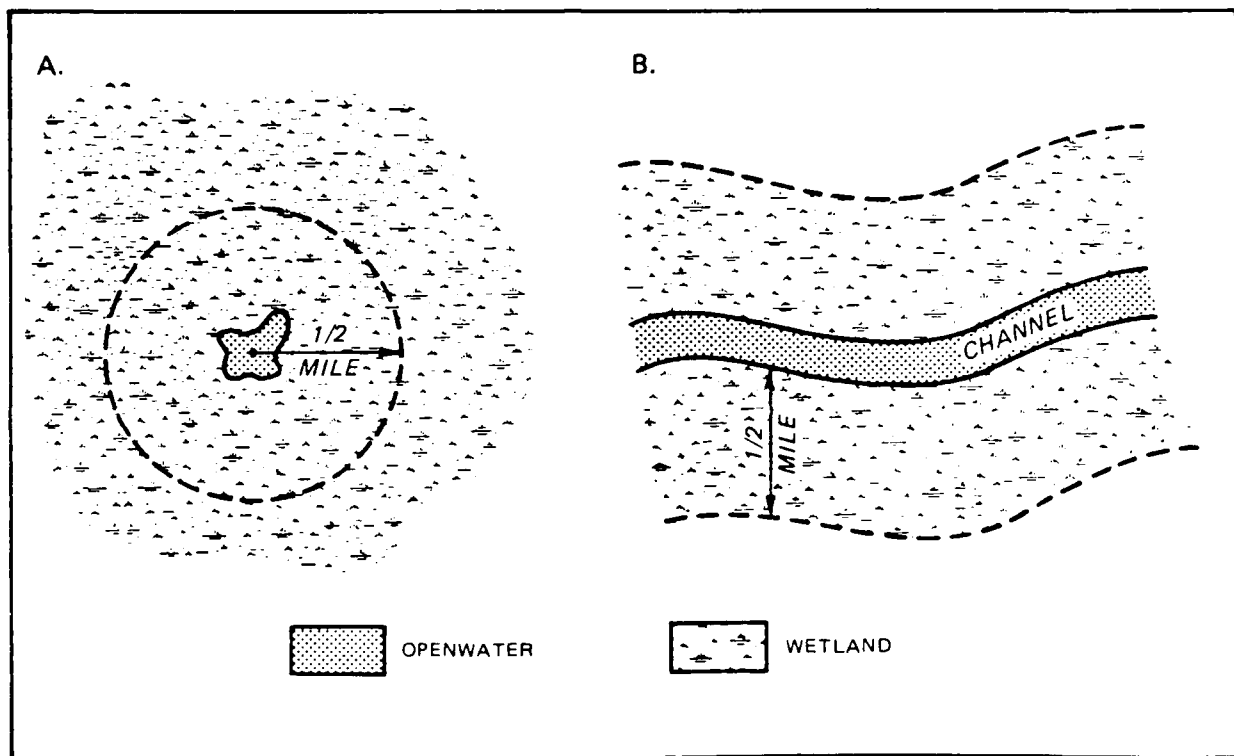 A.
1/2
MILE
B.
CHANNEL
1/2
MILE
OPENWATER
WETLAND